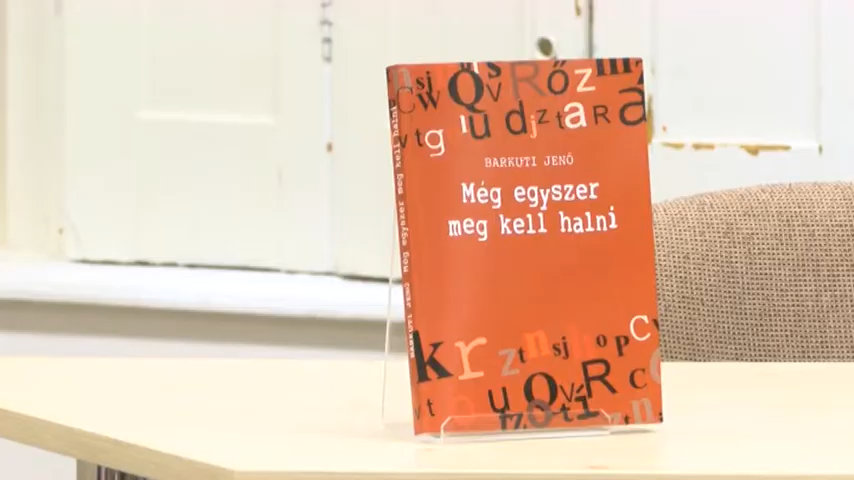 BARKUTI JENŐ
Még egyszer
meg kell halni
BARKUTI JENŐ Még egyszer meg kell halni